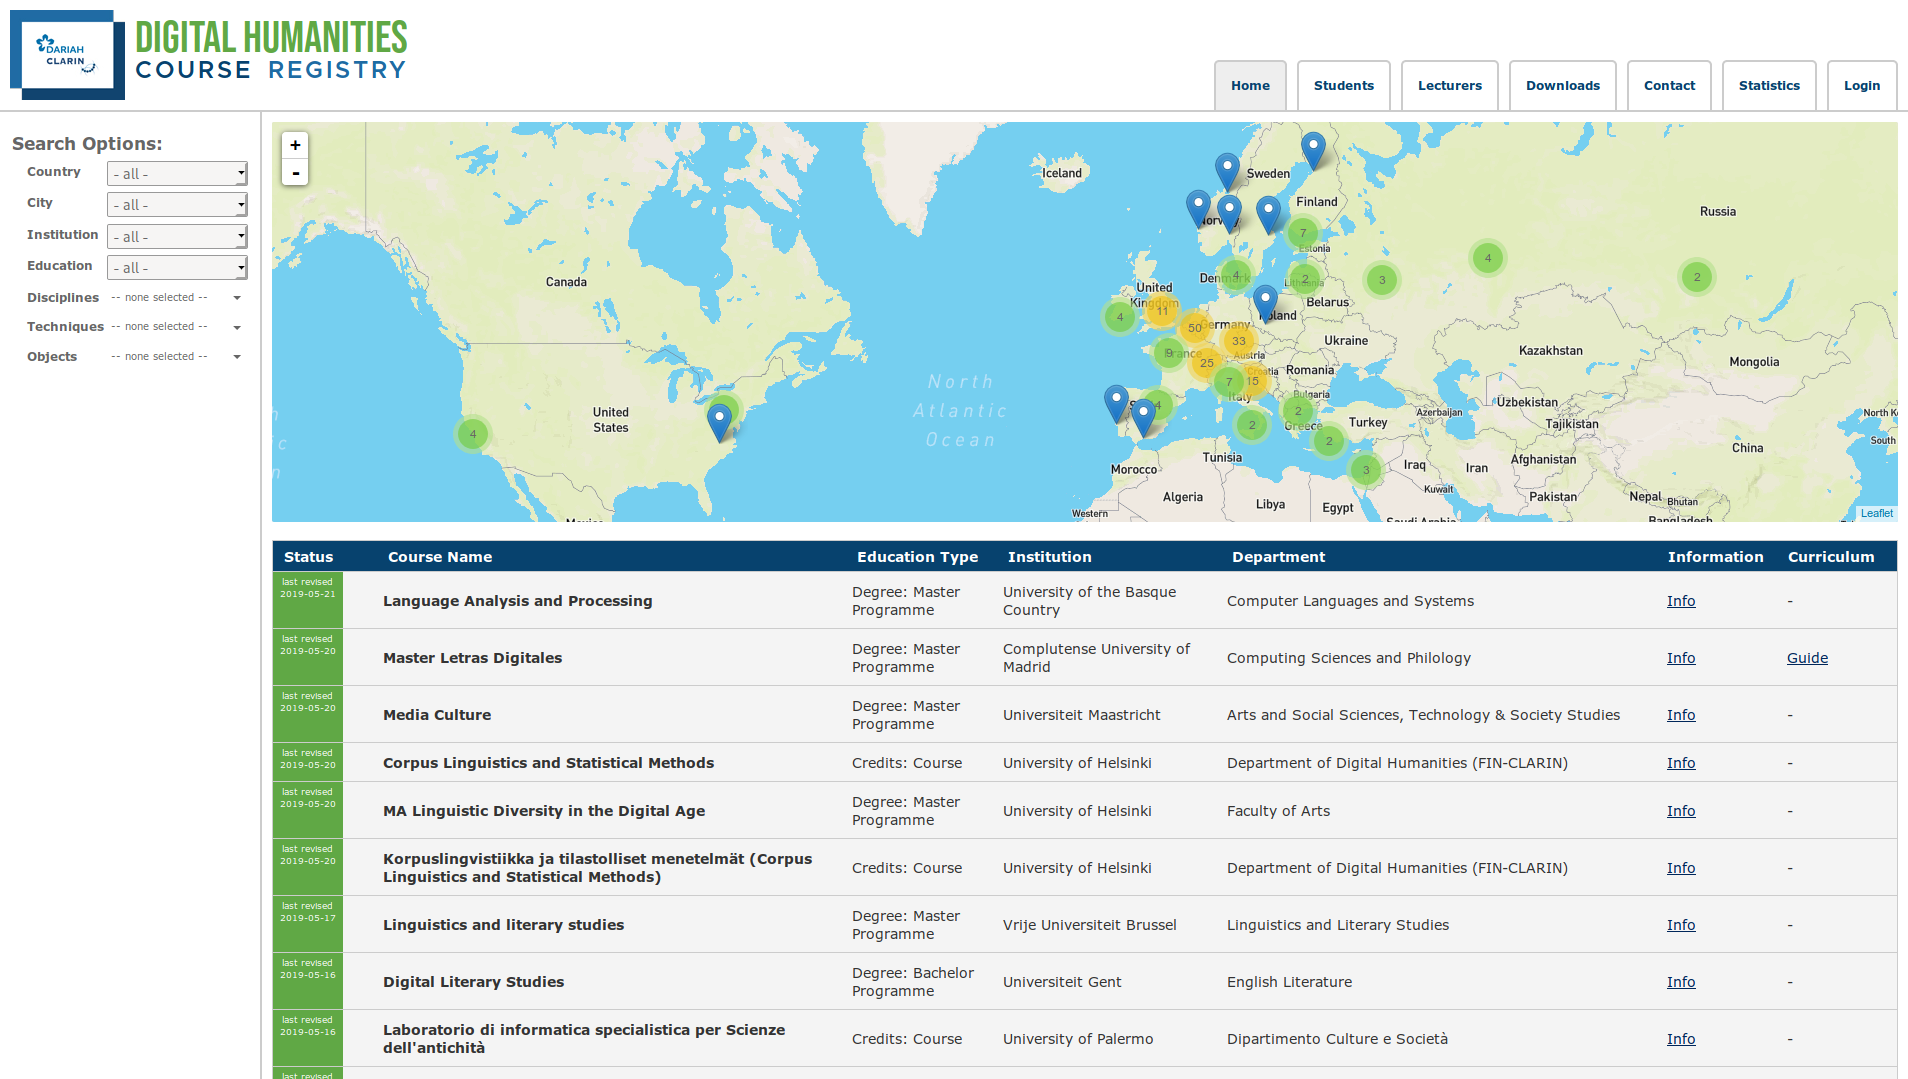 DARIAH
CLARIN
DIGITAL HUMANITIES
COURSE REGISTRY
Home
Students
Lecturers
Downloads
Contact
Statistics
Login
Search Options:
Country
- all -
City
- all -
Institution
- all -
Education
- all -
Disciplines
-- none selected --
Techniques
-- none selected --
Objects
-- none selected --
+
-
Iceland
Sweden
Finland
Norway
Russia
Estonia
7
Canada
4
2
3
4
2
Denmark
Lithuania
United
Kingdom
Belarus
4
11
Poland
50
Germany
33
Ukraine
9
France
Austria
Kazakhstan
Mongolia
25
Croatia
Romania
7
15
Italy
Bulgaria
North
Atlantic
Ocean
United
States
4
4
2
Greece
2
2
3
Turkey
Azerbaijan
Uzbekistan
Tajikistan
North K
South
China
Morocco
Tunisia
Iraq
Iran
Afghanistan
Kuwait
Algeria
Libya
Egypt
Pakistan
Nepal
Bhutan
Western
Mexico
Saudi Arabia
Bangladesh
Leaflet
Status Course Name Education Type Institution Department Information Curriculum
last revised
2019-05-21
Language Analysis and Processing
Degree: Master
Programme
University of the Basque
Country
Computer Languages and Systems
Info
-
last revised
2019-05-20
Master Letras Digitales
Degree: Master
Programme
Complutense University of
Madrid
Computing Sciences and Philology
Info
Guide
last revised
2019-05-20
Media Culture
Degree: Master
Programme
Universiteit Maastricht
Arts and Social Sciences, Technology & Society Studies
Info
-
last revised
2019-05-20
Corpus Linguistics and Statistical Methods
Credits: Course
University of Helsinki
Department of Digital Humanities (FIN-CLARIN)
Info
-
last revised
2019-05-20
MA Linguistic Diversity in the Digital Age
Degree: Master
Programme
University of Helsinki
Faculty of Arts
Info
-
last revised
2019-05-20
Korpuslingvistiikka ja tilastolliset menetelmät (Corpus
Linguistics and Statistical Methods)
Credits: Course
University of Helsinki
Department of Digital Humanities (FIN-CLARIN)
Info
-
last revised
2019-05-17
Linguistics and literary studies
Degree: Master
Programme
Vrije Universiteit Brussel
Linguistics and Literary Studies
Info
-
last revised
2019-05-16
Digital Literary Studies
Degree: Bachelor
Programme
Universiteit Gent
English Literature
Info
-
last revised
2019-05-16
Laboratorio di informatica specialistica per Scienze
dell'antichità
Credits: Course
University of Palermo
Dipartimento Culture e Società
Info
-
last revised